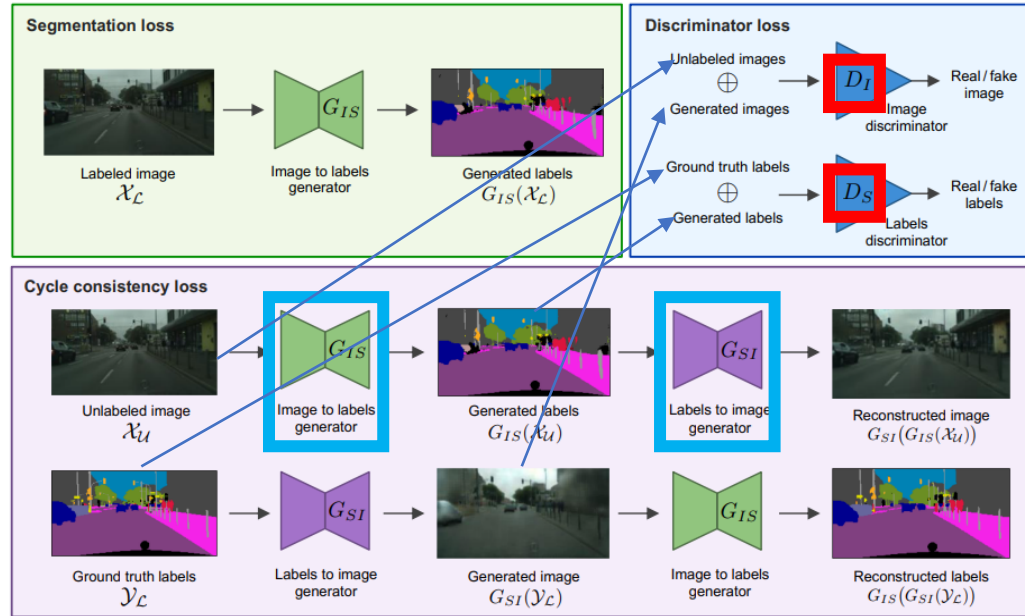 Segmentation loss
G_IS
Labeled image
X_L
Image to labels
generator
Generated labels
G_IS(X_L)
Discriminator loss
Unlabeled images
⊕
Generated images
D_I
Image
discriminator
Real / fake
image
Ground truth labels
⊕
Generated labels
D_S
Labels
discriminator
Real / fake
labels
Cycle consistency loss
G_IS
G_SI
Unlabeled image
X_U
Image to labels
generator
Generated labels
G_IS(X_U)
Labels to image
generator
Reconstructed image
G_SI(G_IS(X_U))
G_SI
G_IS
Ground truth labels
Y_L
Labels to image
generator
Generated image
G_SI(Y_L)
Image to labels
generator
Reconstructed labels
G_IS(G_SI(Y_L))